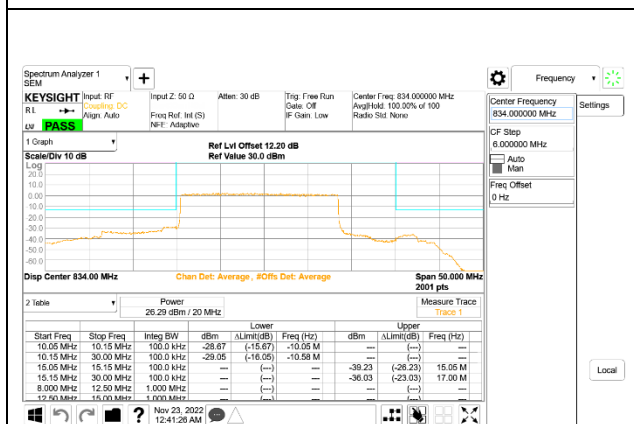 Spectrum Analyzer 1
SEM
Frequency
KEYSIGHT
RL
PASS
Input: RF
Coupling: DC
Align: Auto
Input Z: 50 Ω
Freq Ref: Int (S)
NFE: Adaptive
Atten: 30 dB
Trig: Free Run
Gate: Off
IF Gain: Low
Center Freq: 834.000000 MHz
Avg|Hold: 100.00% of 100
Radio Std: None
Center Frequency
834.000000 MHz
Settings
CF Step
6.000000 MHz
Auto
Man
Freq Offset
0 Hz
1 Graph
Scale/Div 10 dB
Ref Lvl Offset 12.20 dB
Ref Value 30.0 dBm
Log
20.0
10.0
0.00
-10.0
-20.0
-30.0
-40.0
-50.0
-60.0
Disp Center 834.00 MHz
Chan Det: Average, #Offs Det: Average
Span 50.000 MHz
2001 pts
2 Table
Power
26.29 dBm / 20 MHz
Measure Trace
Trace 1
Lower Upper
Start Freq Stop Freq Integ BW dBm ΔLimit(dB) Freq (Hz) dBm ΔLimit(dB) Freq (Hz)
10.05 MHz 10.15 MHz 100.0 kHz -28.67 (-15.67) -10.05 M --- (---) ---
10.15 MHz 30.00 MHz 100.0 kHz -29.05 (-16.05) -10.58 M --- (---) ---
15.05 MHz 15.15 MHz 100.0 kHz --- (---) --- -39.23 (-26.23) 15.05 M
15.15 MHz 30.00 MHz 100.0 kHz --- (---) --- -36.03 (-23.03) 17.00 M
8.000 MHz 12.50 MHz 1.000 MHz --- (---) --- --- (---) ---
12.50 MHz 15.00 MHz 1.000 MHz --- (---) --- --- (---) ---
Local
? Nov 23, 2022
12:41:26 AM